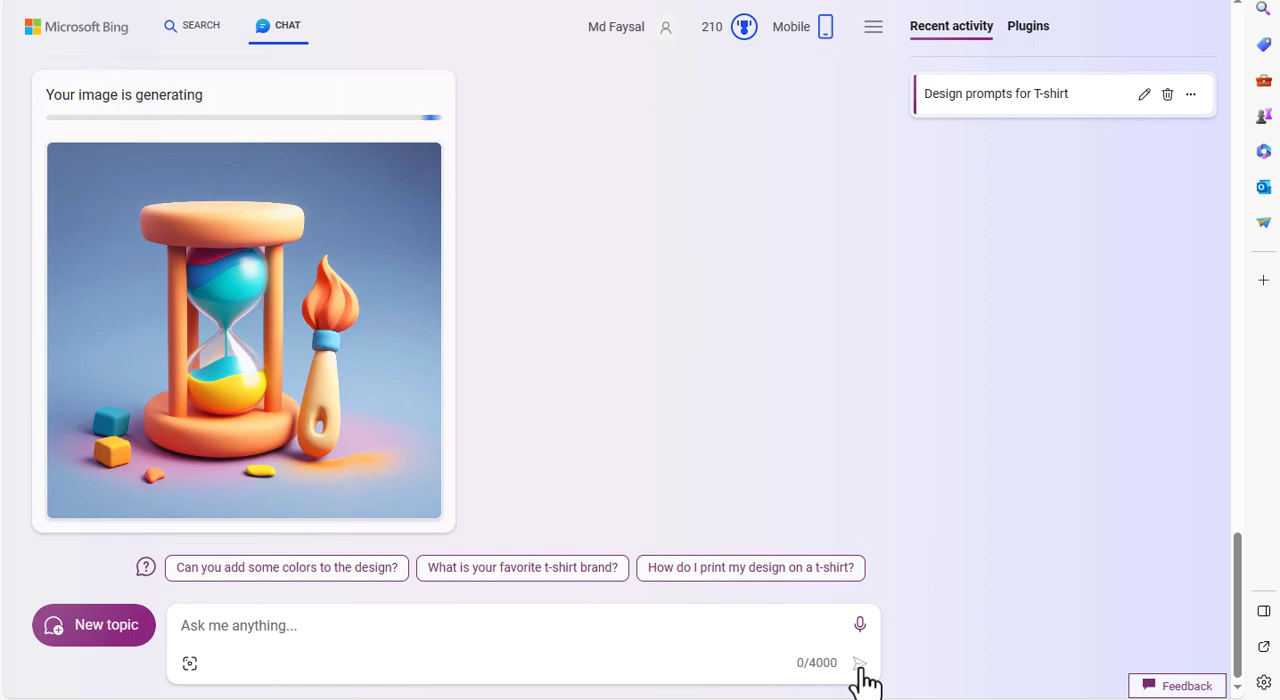 Microsoft Bing
SEARCH
CHAT
Md Faysal
210
Mobile
Recent activity
Plugins
Your image is generating
Design prompts for T-shirt
Can you add some colors to the design?
What is your favorite t-shirt brand?
How do I print my design on a t-shirt?
New topic
Ask me anything...
0/4000
Feedback